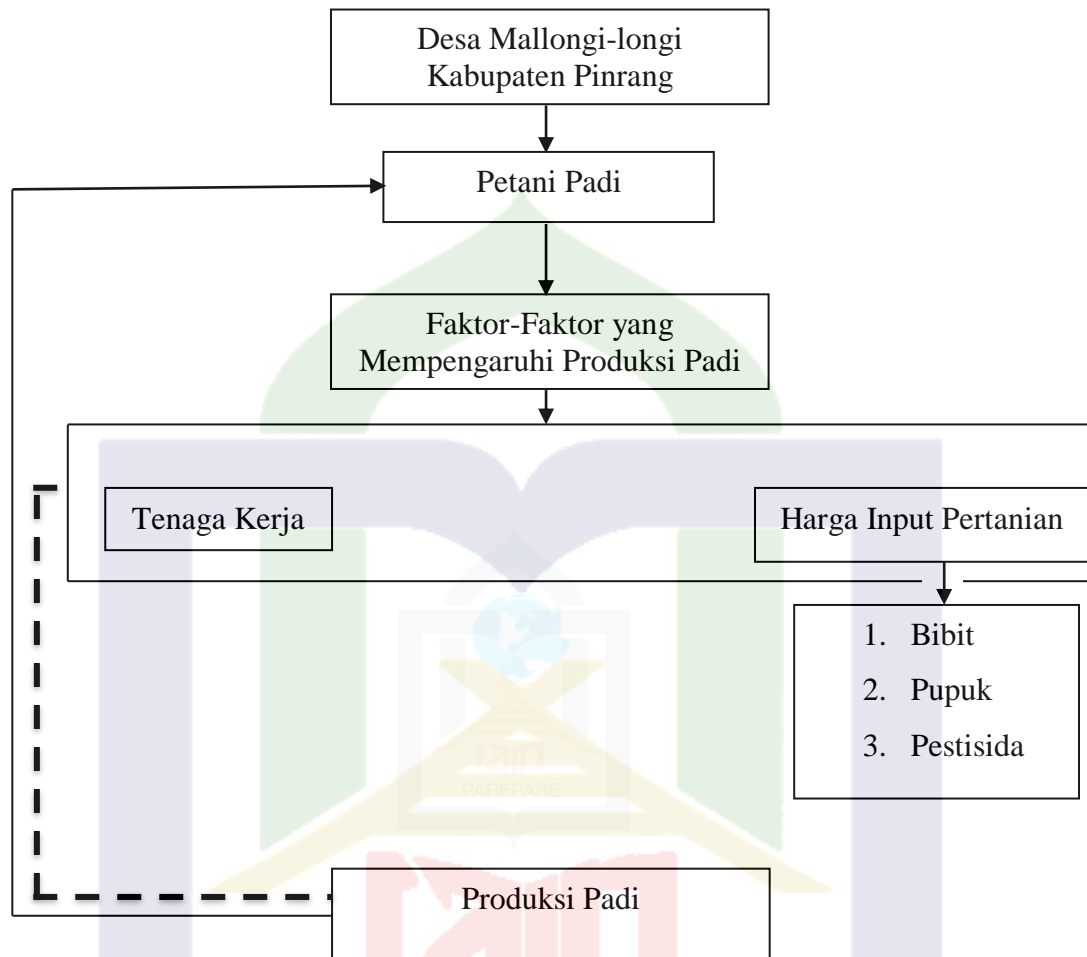 Desa Mallongi-longi
Kabupaten Pinrang
Petani Padi
Faktor-Faktor yang
Mempengaruhi Produksi Padi
Tenaga Kerja
Harga Input Pertanian
1. Bibit
2. Pupuk
3. Pestisida
PAREPARE
Produksi Padi